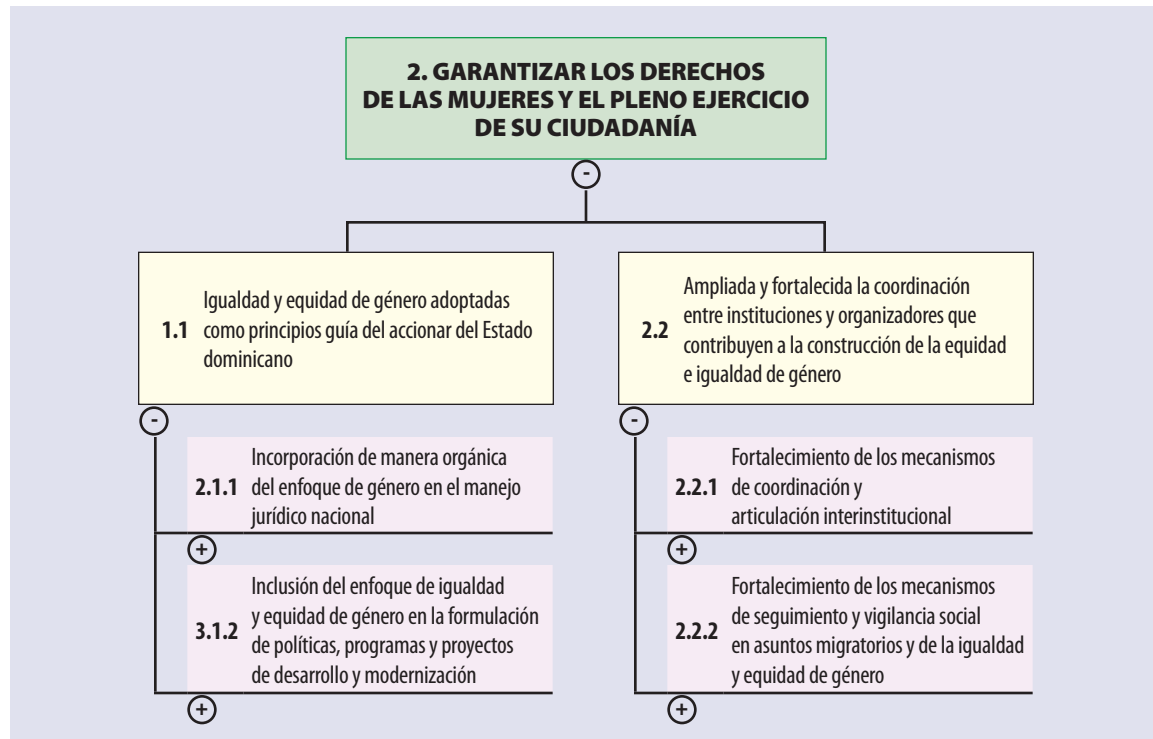 2. GARANTIZAR LOS DERECHOS
DE LAS MUJERES Y EL PLENO EJERCICIO
DE SU CIUDADANÍA
-
1.1 Igualdad y equidad de género adoptadas
como principios guía del accionar del Estado
dominicano
-
2.1.1 Incorporación de manera orgánica
del enfoque de género en el manejo
jurídico nacional
+
3.1.2 Inclusión del enfoque de igualdad
y equidad de género en la formulación
de políticas, programas y proyectos
de desarrollo y modernización
+
2.2 Ampliada y fortalecida la coordinación
entre instituciones y organizadores que
contribuyen a la construcción de la equidad
e igualdad de género
-
2.2.1 Fortalecimiento de los mecanismos
de coordinación y
articulación interinstitucional
+
2.2.2 Fortalecimiento de los mecanismos
de seguimiento y vigilancia social
en asuntos migratorios y de la igualdad
y equidad de género
+